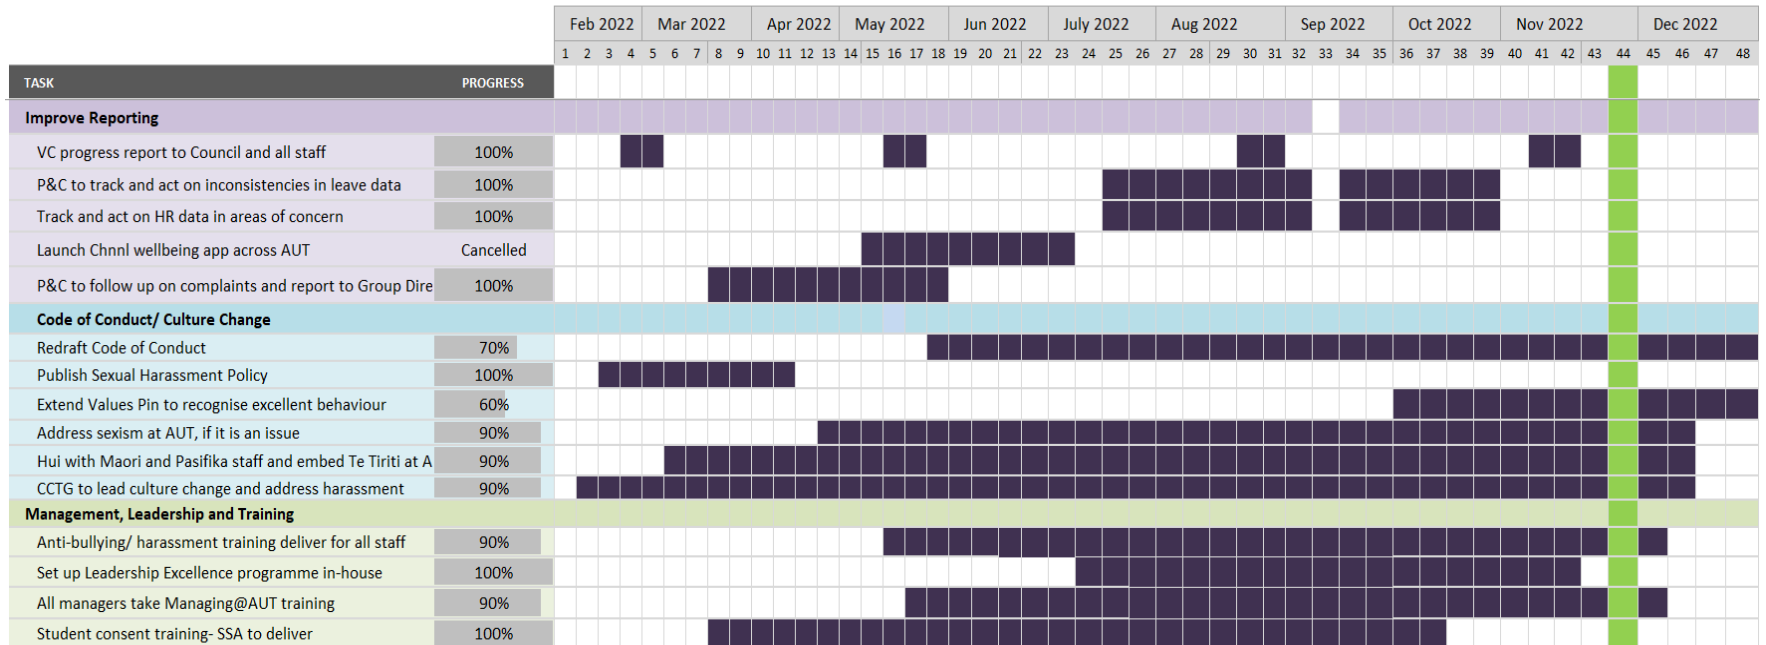 Feb 2022 Mar 2022 Apr 2022 May 2022 Jun 2022 July 2022 Aug 2022 Sep 2022 Oct 2022 Nov 2022 Dec 2022
1 2 3 4 5 6 7 8 9 10 11 12 13 14 15 16 17 18 19 20 21 22 23 24 25 26 27 28 29 30 31 32 33 34 35 36 37 38 39 40 41 42 43 44 45 46 47 48
TASK PROGRESS
Improve Reporting
VC progress report to Council and all staff 100%
P&C to track and act on inconsistencies in leave data 100%
Track and act on HR data in areas of concern 100%
Launch Chnnl wellbeing app across AUT Cancelled
P&C to follow up on complaints and report to Group Dire 100%
Code of Conduct/ Culture Change
Redraft Code of Conduct 70%
Publish Sexual Harassment Policy 100%
Extend Values Pin to recognise excellent behaviour 60%
Address sexism at AUT, if it is an issue 90%
Hui with Maori and Pasifika staff and embed Te Tiriti at A 90%
CCTG to lead culture change and address harassment 90%
Management, Leadership and Training
Anti-bullying/ harassment training deliver for all staff 90%
Set up Leadership Excellence programme in-house 100%
All managers take Managing@AUT training 90%
Student consent training- SSA to deliver 100%